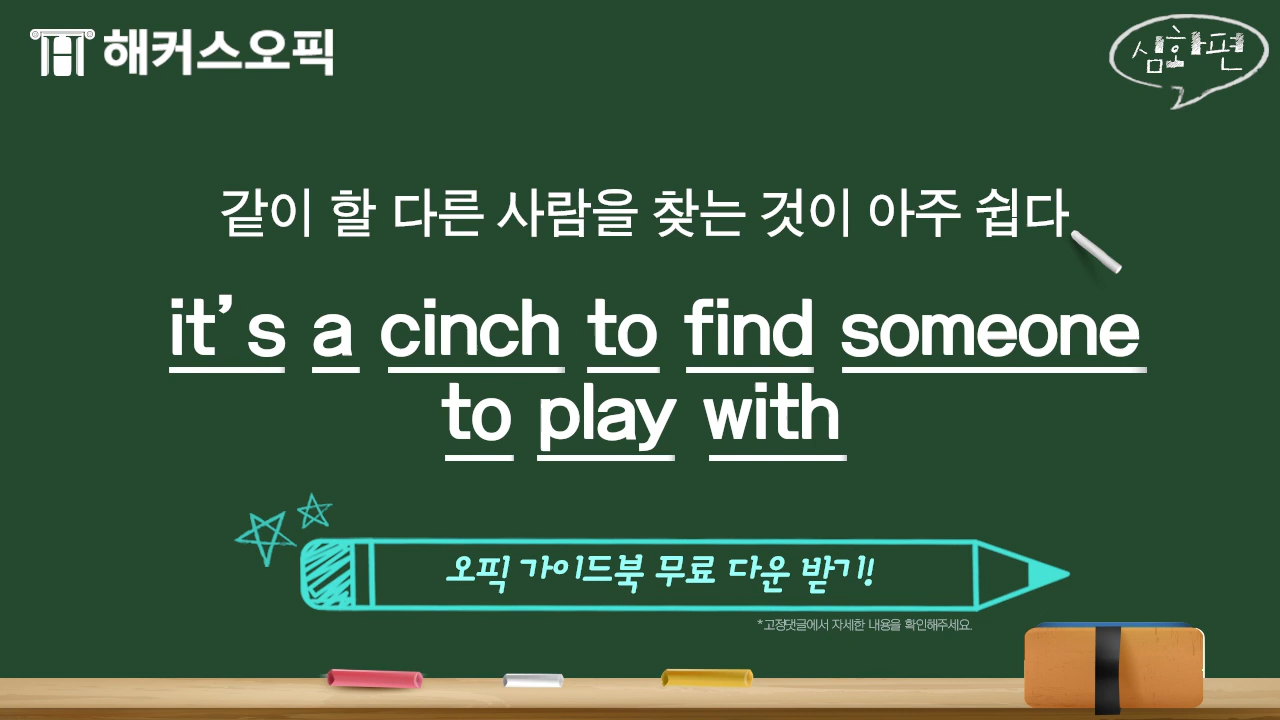 해커스오픽
심화편
같이 할 다른 사람을 찾는 것이 아주 쉽다
it's a cinch to find someone
to play with
오픽 가이드북 무료 다운 받기!
*고정댓글에서 자세한 내용을 확인해주세요.